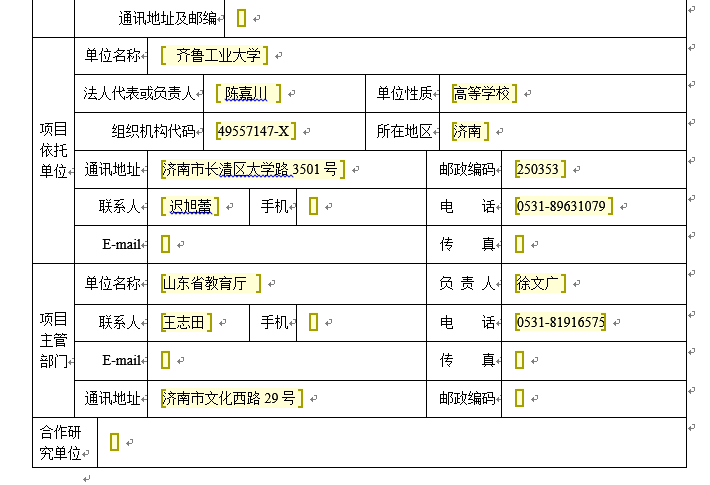 通讯地址及邮编
单位名称 齐鲁工业大学
法人代表或负责人 陈嘉川 单位性质 高等学校
项目依托单位
组织机构代码 49557147-X 所在地区 济南
通讯地址 济南市长清区大学路 3501 号 邮政编码 250353
联系人 迟旭蕾 手机 电 话 0531-89631079
E-mail 传 真
单位名称 山东省教育厅 负 责 人 徐文广
项目主管部门
联系人 王志田 手机 电 话 0531-81916575
E-mail 传 真
通讯地址 济南市文化西路 29 号 邮政编码
合作研究单位